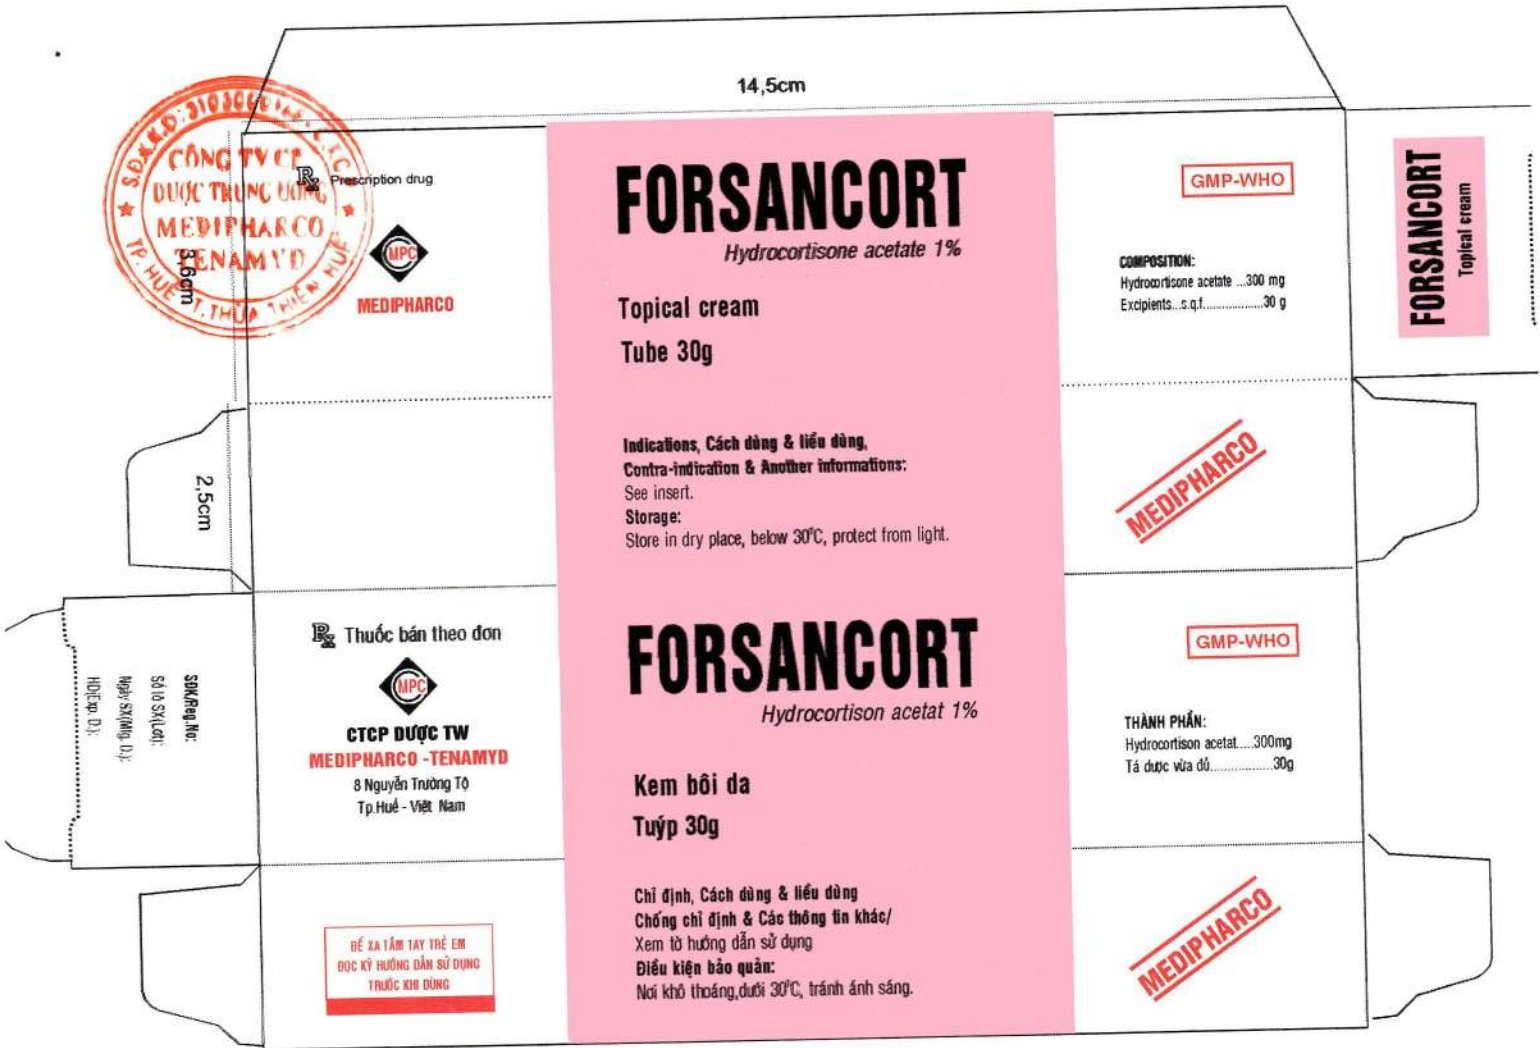 14,5cm
CÔNG TY CP
DƯỢC TRUNG ƯƠNG
MEDIPHARCO
TENAMYD
TP. HUẾ T. THỪA THIÊN HUẾ
3,6cm
Rx Prescription drug
MPC
MEDIPHARCO
FORSANCORT
Hydrocortisone acetate 1%
Topical cream
Tube 30g
GMP-WHO
COMPOSITION:
Hydrocortisone acetate ...300 mg
Excipients...s.q.f..................30 g
FORSANCORT
Topical cream
2,5cm
Indications, Cách dùng & liều dùng,
Contra-indication & Another informations:
See insert.
Storage:
Store in dry place, below 30°C, protect from light.
MEDIPHARCO
SĐK/Reg.No:
Số lô SX(Lot):
Ngày SX(Mfg. D.):
HD(Exp. D.):
Rx Thuốc bán theo đơn
MPC
CTCP DƯỢC TW
MEDIPHARCO -TENAMYD
8 Nguyễn Trường Tộ
Tp.Huế - Việt Nam
FORSANCORT
Hydrocortison acetat 1%
Kem bôi da
Tuýp 30g
GMP-WHO
THÀNH PHẦN:
Hydrocortison acetat....300mg
Tá dược vừa đủ..................30g
ĐỂ XA TẦM TAY TRẺ EM
ĐỌC KỸ HƯỚNG DẪN SỬ DỤNG
TRƯỚC KHI DÙNG
Chỉ định, Cách dùng & liều dùng
Chống chỉ định & Các thông tin khác/
Xem tờ hướng dẫn sử dụng
Điều kiện bảo quản:
Nơi khô thoáng,dưới 30°C, tránh ánh sáng.
MEDIPHARCO